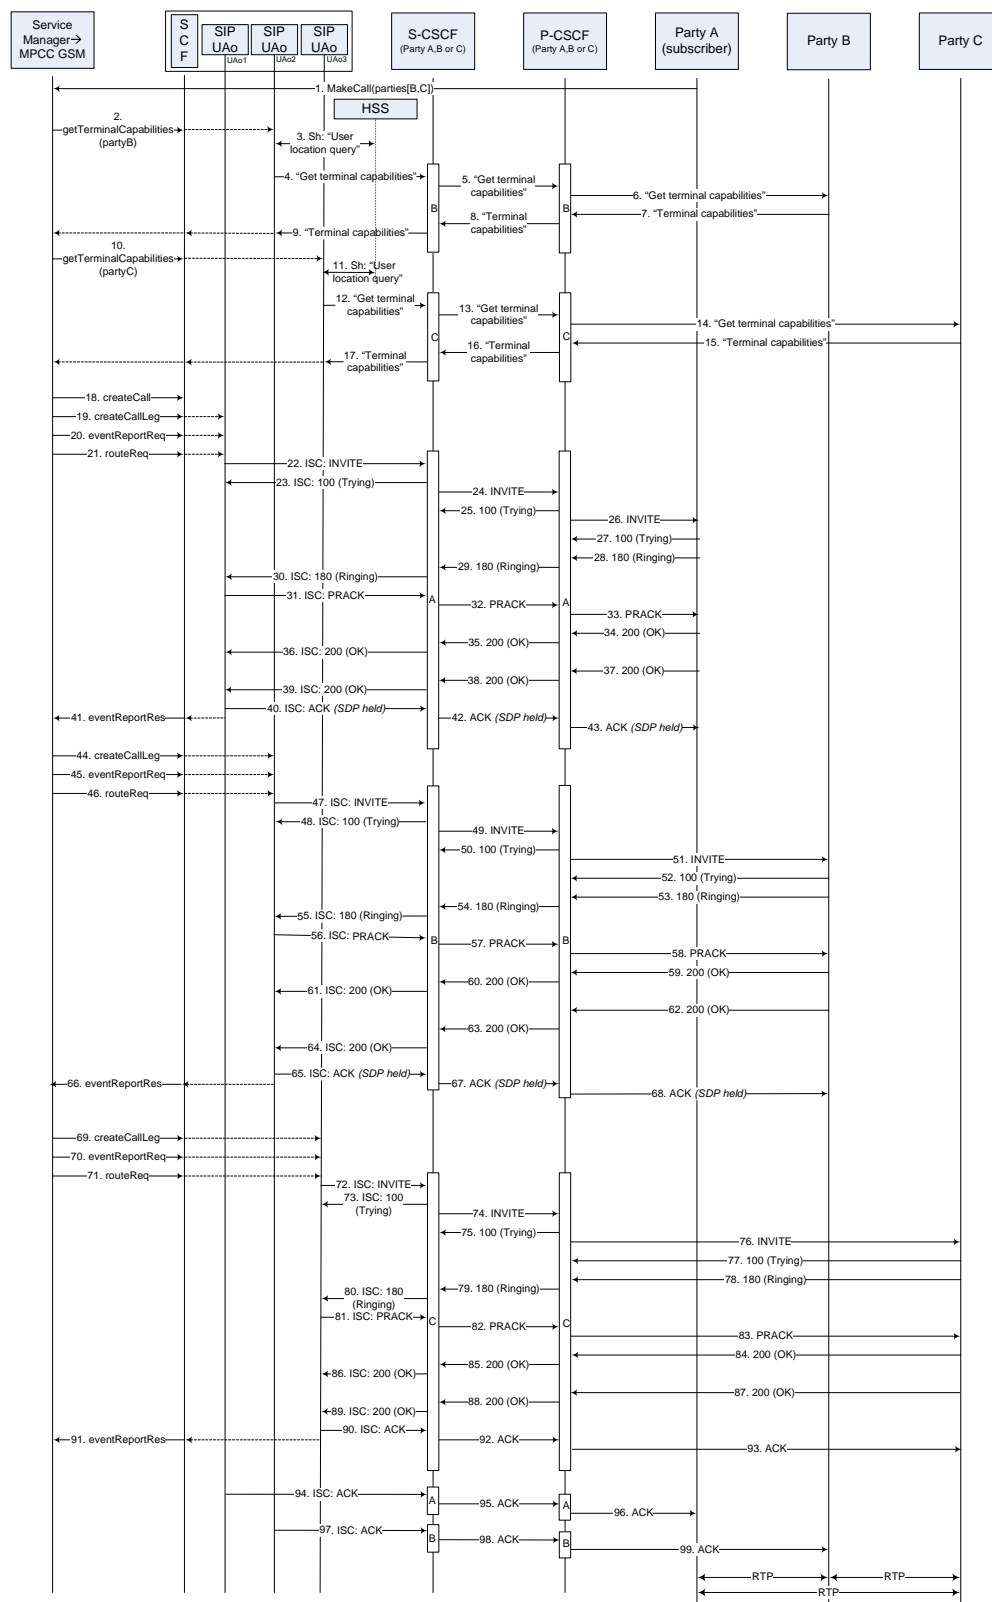 Service
Manager→
MPCC GSM
S
C
F
SIP
UAo
UAo1
SIP
UAo
UAo2
SIP
UAo
UAo3
S-CSCF
(Party A,B or C)
P-CSCF
(Party A,B or C)
Party A
(subscriber)
Party B
Party C
1. MakeCall(parties[B,C])
HSS
2.
getTerminalCapabilities
(partyB)
3. Sh: “User
location query”
4. “Get terminal capabilities”
5. “Get terminal
capabilities”
6. “Get terminal capabilities”
B
B
7. “Terminal capabilities”
8. “Terminal
capabilities”
9. “Terminal capabilities”
10.
getTerminalCapabilities
(partyC)
11. Sh: “User
location query”
12. “Get terminal
capabilities”
13. “Get terminal
capabilities”
14. “Get terminal capabilities”
C
C
15. “Terminal capabilities”
16. “Terminal
capabilities”
17. “Terminal
capabilities”
18. createCall
19. createCallLeg
20. eventReportReq
21. routeReq
22. ISC: INVITE
23. ISC: 100 (Trying)
24. INVITE
25. 100 (Trying)
26. INVITE
27. 100 (Trying)
28. 180 (Ringing)
29. 180 (Ringing)
30. ISC: 180 (Ringing)
31. ISC: PRACK
A
32. PRACK
A
33. PRACK
34. 200 (OK)
35. 200 (OK)
36. ISC: 200 (OK)
37. 200 (OK)
38. 200 (OK)
39. ISC: 200 (OK)
40. ISC: ACK (SDP held)
41. eventReportRes
42. ACK (SDP held)
43. ACK (SDP held)
44. createCallLeg
45. eventReportReq
46. routeReq
47. ISC: INVITE
48. ISC: 100 (Trying)
49. INVITE
50. 100 (Trying)
51. INVITE
52. 100 (Trying)
53. 180 (Ringing)
54. 180 (Ringing)
55. ISC: 180 (Ringing)
56. ISC: PRACK
B
57. PRACK
B
58. PRACK
59. 200 (OK)
60. 200 (OK)
61. ISC: 200 (OK)
62. 200 (OK)
63. 200 (OK)
64. ISC: 200 (OK)
65. ISC: ACK (SDP held)
66. eventReportRes
67. ACK (SDP held)
68. ACK (SDP held)
69. createCallLeg
70. eventReportReq
71. routeReq
72. ISC: INVITE
73. ISC: 100
(Trying)
74. INVITE
75. 100 (Trying)
76. INVITE
77. 100 (Trying)
78. 180 (Ringing)
79. 180 (Ringing)
80. ISC: 180
(Ringing)
81. ISC: PRACK
C
82. PRACK
C
83. PRACK
84. 200 (OK)
85. 200 (OK)
86. ISC: 200 (OK)
87. 200 (OK)
88. 200 (OK)
89. ISC: 200 (OK)
90. ISC: ACK
91. eventReportRes
92. ACK
93. ACK
94. ISC: ACK
A
95. ACK
A
96. ACK
97. ISC: ACK
B
98. ACK
B
99. ACK
RTP
RTP
RTP